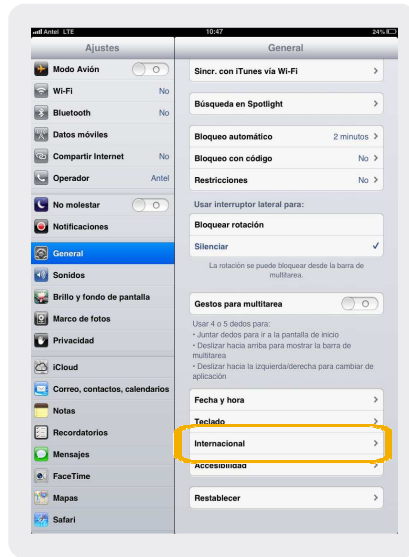 Antel LTE 10:47 24%
Ajustes
Modo Avión
Wi-Fi No
Bluetooth No
Datos móviles
Compartir Internet No
Operador Antel
No molestar
Notificaciones
General
Sonidos
Brillo y fondo de pantalla
Marco de fotos
Privacidad
iCloud
Correo, contactos, calendarios
Notas
Recordatorios
Mensajes
FaceTime
Mapas
Safari
General
Sincr. con iTunes vía Wi-Fi
Búsqueda en Spotlight
Bloqueo automático 2 minutos
Bloqueo con código No
Restricciones No
Usar interruptor lateral para:
Bloquear rotación
Silenciar
La rotación se puede bloquear desde la barra de
multitarea.
Gestos para multitarea
Usar 4 o 5 dedos para:
• Juntar dedos para ir a la pantalla de inicio
• Deslizar hacia arriba para mostrar la barra de
multitarea
• Deslizar hacia la izquierda/derecha para cambiar de
aplicación
Fecha y hora
Teclado
Internacional
Accesibilidad
Restablecer